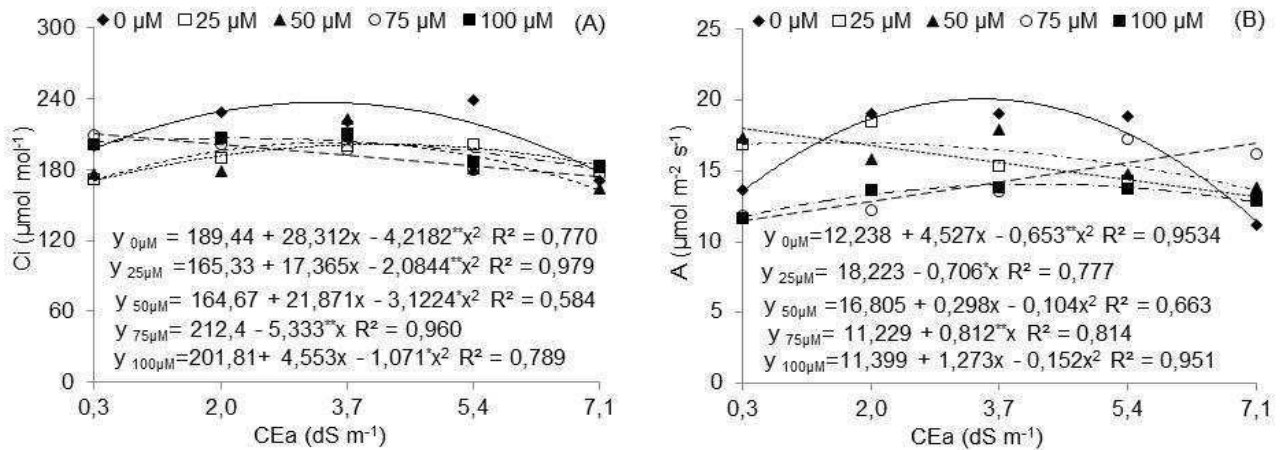 ◆ 0 µM □ 25 µM ▲ 50 µM ○ 75 µM ■ 100 µM (A)
300
240
180
120
60
0
Ci (µmol mol⁻¹)
y 0µM = 189,44 + 28,312x - 4,2182**x² R² = 0,770
y 25µM =165,33 + 17,365x - 2,0844**x² R² = 0,979
y 50µM= 164,67 + 21,871x - 3,1224*x² R² = 0,584
y 75µM= 212,4 - 5,333**x R² = 0,960
y 100µM=201,81+ 4,553x - 1,071*x² R² = 0,789
0,3 2,0 3,7 5,4 7,1
CEa (dS m⁻¹)
◆ 0 µM □ 25 µM ▲ 50 µM ○ 75 µM ■ 100 µM (B)
25
20
15
10
5
0
A (µmol m⁻² s⁻¹)
y 0µM=12,238 + 4,527x - 0,653**x² R² = 0,9534
y 25µM= 18,223 - 0,706*x R² = 0,777
y 50µM=16,805 + 0,298x - 0,104x² R² = 0,663
y 75µM= 11,229 + 0,812**x R² = 0,814
y 100µM=11,399 + 1,273x - 0,152x² R² = 0,951
0,3 2,0 3,7 5,4 7,1
CEa (dS m⁻¹)